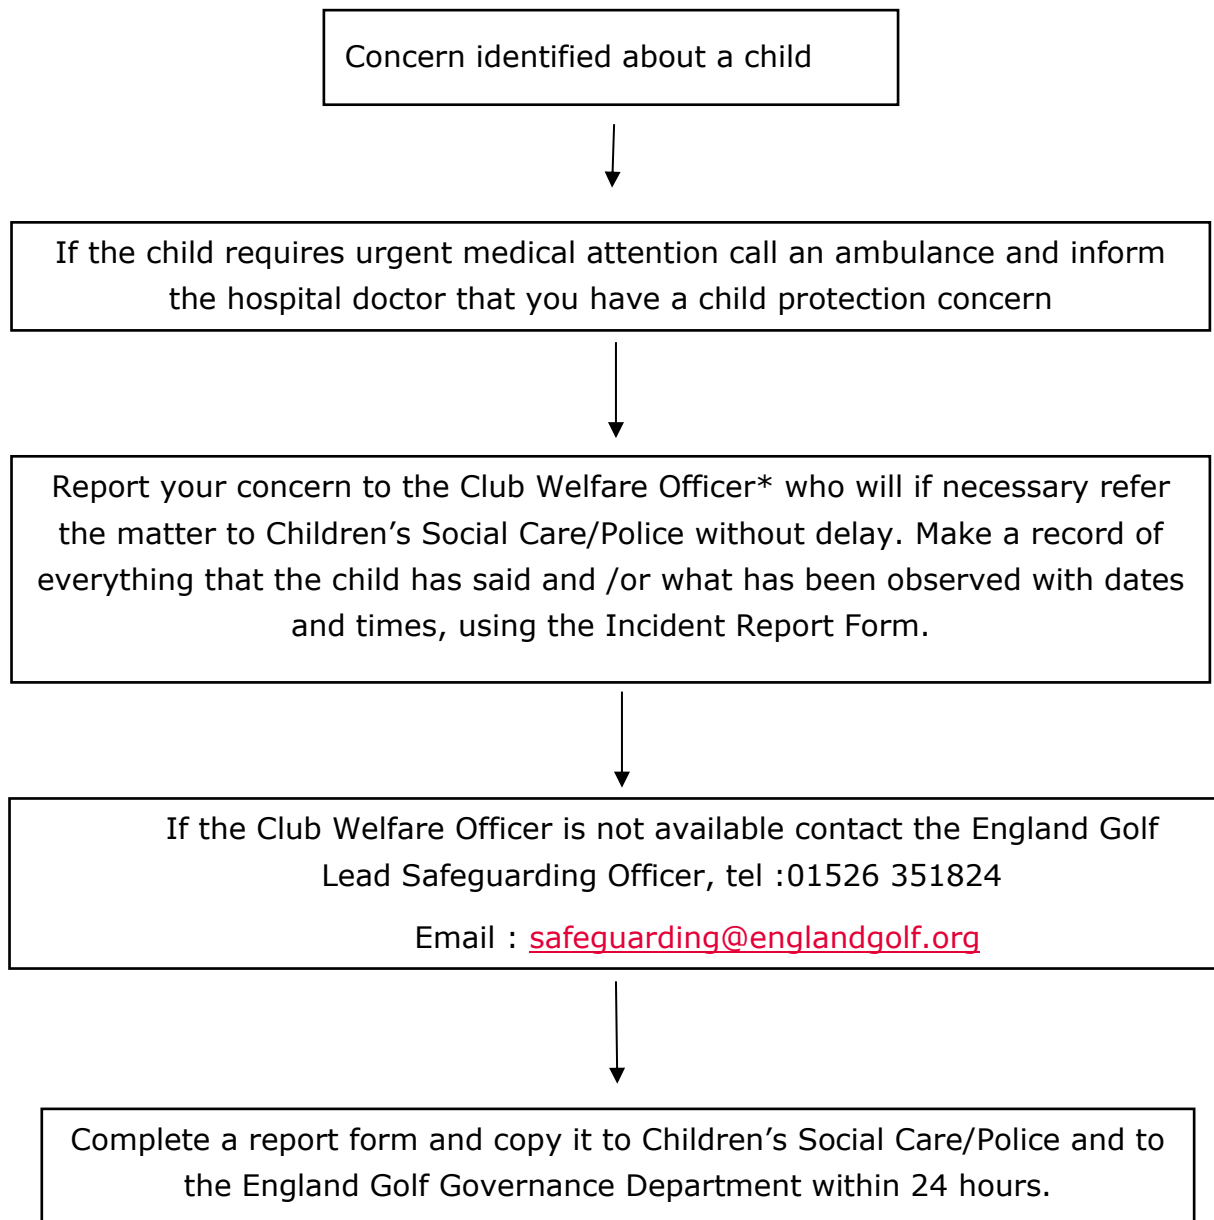 Concern identified about a child
If the child requires urgent medical attention call an ambulance and inform
the hospital doctor that you have a child protection concern
Report your concern to the Club Welfare Officer* who will if necessary refer
the matter to Children’s Social Care/Police without delay. Make a record of
everything that the child has said and /or what has been observed with dates
and times, using the Incident Report Form.
If the Club Welfare Officer is not available contact the England Golf
Lead Safeguarding Officer, tel :01526 351824
Email : safeguarding@englandgolf.org
Complete a report form and copy it to Children’s Social Care/Police and to
the England Golf Governance Department within 24 hours.